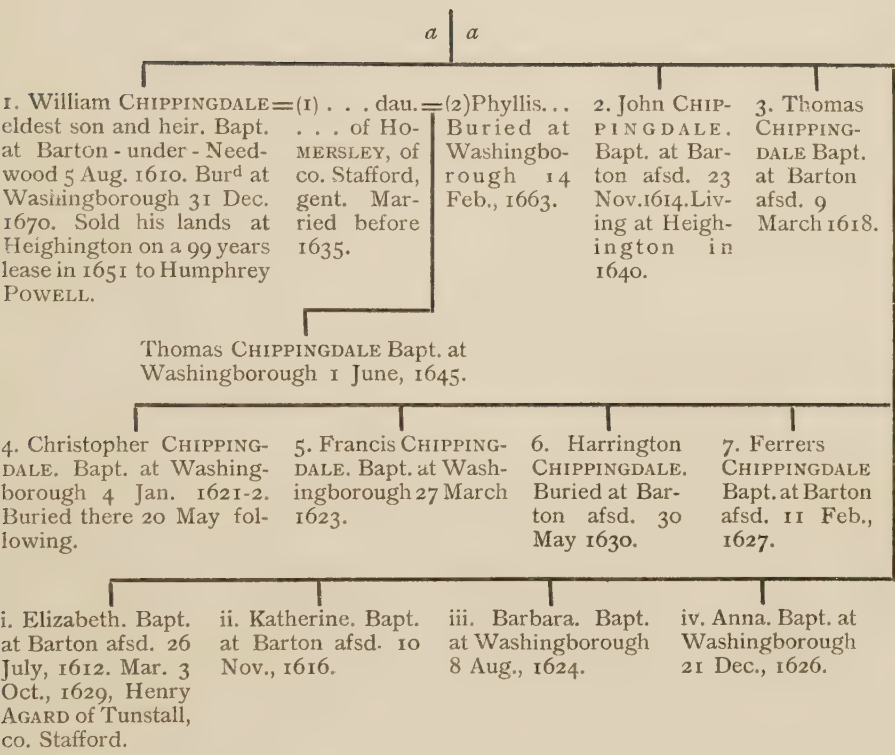 a a
1. William CHIPPINGDALE
eldest son and heir. Bapt.
at Barton - under - Need-
wood 5 Aug. 1610. Burd at
Washingborough 31 Dec.
1670. Sold his lands at
Heighington on a 99 years
lease in 1651 to Humphrey
POWELL.
=(1) . . . dau.
. . . of HO-
MERSLEY, of
co. Stafford,
gent. Mar-
ried before
1635.
=(2)Phyllis...
Buried at
Washingbo-
rough 14
Feb., 1663.
2. John CHIP-
PINGDALE.
Bapt. at Bar-
ton afsd. 23
Nov.1614.Liv-
ing at Heigh-
ington in
1640.
3. Thomas
CHIPPING-
DALE Bapt.
at Barton
afsd. 9
March 1618.
Thomas CHIPPINGDALE Bapt. at
Washingborough 1 June, 1645.
4. Christopher CHIPPING-
DALE. Bapt. at Washing-
borough 4 Jan. 1621-2.
Buried there 20 May fol-
lowing.
5. Francis CHIPPING-
DALE. Bapt. at Wash-
ingborough 27 March
1623.
6. Harrington
CHIPPINGDALE.
Buried at Bar-
ton afsd. 30
May 1630.
7. Ferrers
CHIPPINGDALE
Bapt. at Barton
afsd. 11 Feb.,
1627.
i. Elizabeth. Bapt.
at Barton afsd. 26
July, 1612. Mar. 3
Oct., 1629, Henry
AGARD of Tunstall,
co. Stafford.
ii. Katherine. Bapt.
at Barton afsd. 10
Nov., 1616.
iii. Barbara. Bapt.
at Washingborough
8 Aug., 1624.
iv. Anna. Bapt. at
Washingborough
21 Dec., 1626.